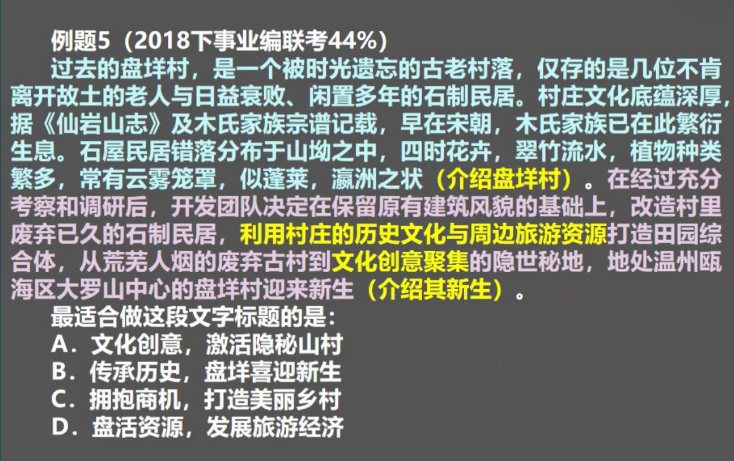 例题5（2018下事业编联考44%）
过去的盘垟村，是一个被时光遗忘的古老村落，仅存的是几位不肯
离开故土的老人与日益衰败、闲置多年的石制民居。村庄文化底蕴深厚，
据《仙岩山志》及木氏家族宗谱记载，早在宋朝，木氏家族已在此繁衍
生息。石屋民居错落分布于山坳之中，四时花卉，翠竹流水，植物种类
繁多，常有云雾笼罩，似蓬莱，瀛洲之状（介绍盘垟村）。在经过充分
考察和调研后，开发团队决定在保留原有建筑风貌的基础上，改造村里
废弃已久的石制民居，利用村庄的历史文化与周边旅游资源打造田园综
合体，从荒芜人烟的废弃古村到文化创意聚集的隐世秘地，地处温州瓯
海区大罗山中心的盘垟村迎来新生（介绍其新生）。
最适合做这段文字标题的是：
A．文化创意，激活隐秘山村
B．传承历史，盘垟喜迎新生
C．拥抱商机，打造美丽乡村
D．盘活资源，发展旅游经济